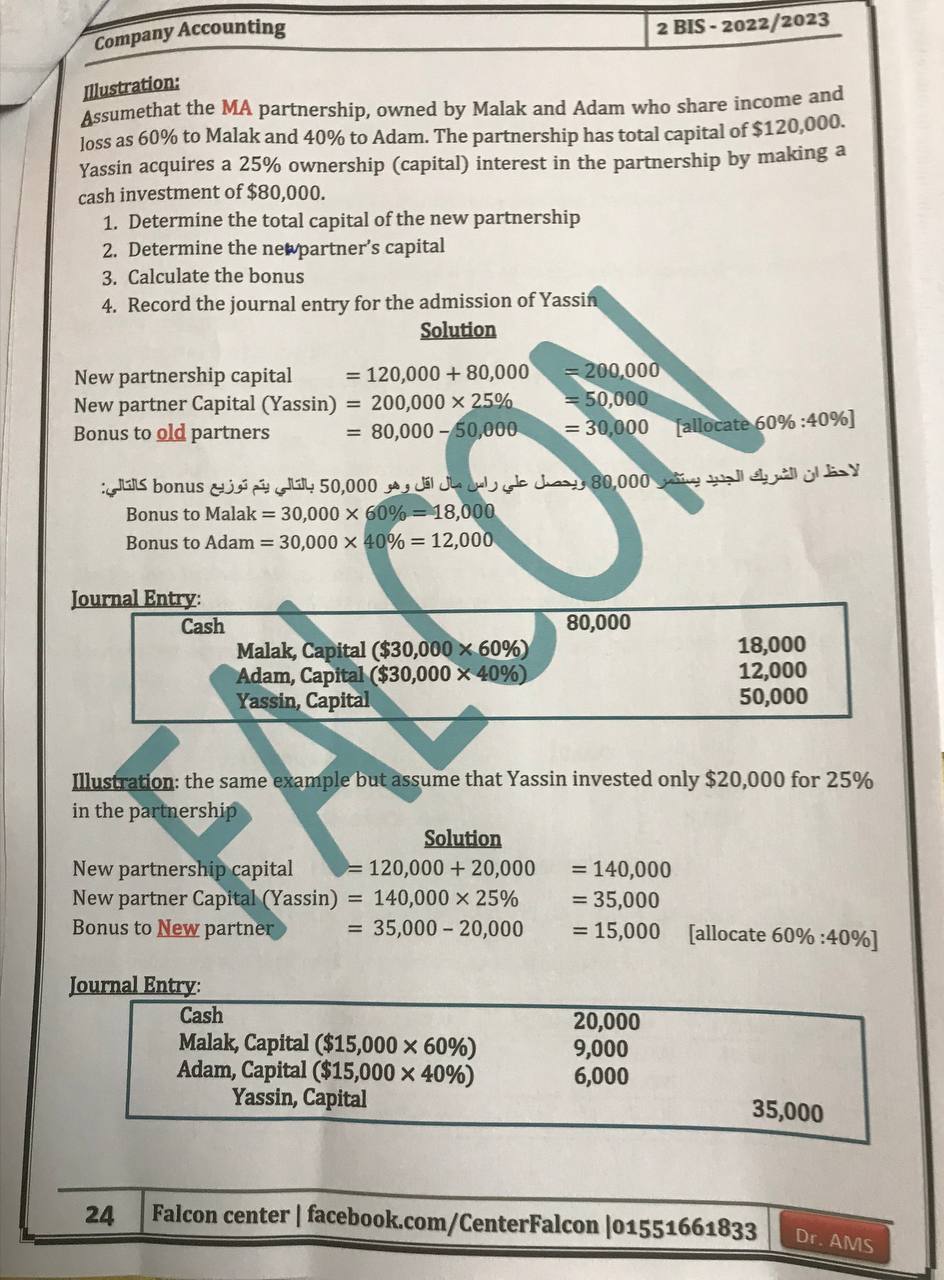 Company Accounting
2 BIS - 2022/2023
Illustration:
Assumethat the MA partnership, owned by Malak and Adam who share income and
loss as 60% to Malak and 40% to Adam. The partnership has total capital of $120,000.
Yassin acquires a 25% ownership (capital) interest in the partnership by making a
cash investment of $80,000.
1. Determine the total capital of the new partnership
2. Determine the newpartner's capital
3. Calculate the bonus
4. Record the journal entry for the admission of Yassin
Solution
New partnership capital = 120,000 + 80,000 = 200,000
New partner Capital (Yassin) = 200,000 × 25% = 50,000
Bonus to old partners = 80,000 – 50,000 = 30,000 [allocate 60% :40%]
لاحظ ان الشريك الجديد يستثمر 80,000 ويحصل علي راس مال اقل وهو 50,000 بالتالي يتم توزيع bonus كالتالي:
Bonus to Malak = 30,000 × 60% = 18,000
Bonus to Adam = 30,000 × 40% = 12,000
Journal Entry:
Cash 80,000
Malak, Capital ($30,000 × 60%) 18,000
Adam, Capital ($30,000 × 40%) 12,000
Yassin, Capital 50,000
Illustration: the same example but assume that Yassin invested only $20,000 for 25%
in the partnership
Solution
New partnership capital = 120,000 + 20,000 = 140,000
New partner Capital (Yassin) = 140,000 × 25% = 35,000
Bonus to New partner = 35,000 – 20,000 = 15,000 [allocate 60% :40%]
Journal Entry:
Cash 20,000
Malak, Capital ($15,000 × 60%) 9,000
Adam, Capital ($15,000 × 40%) 6,000
Yassin, Capital 35,000
FALCON
24
Falcon center | facebook.com/CenterFalcon |01551661833
Dr. AMS